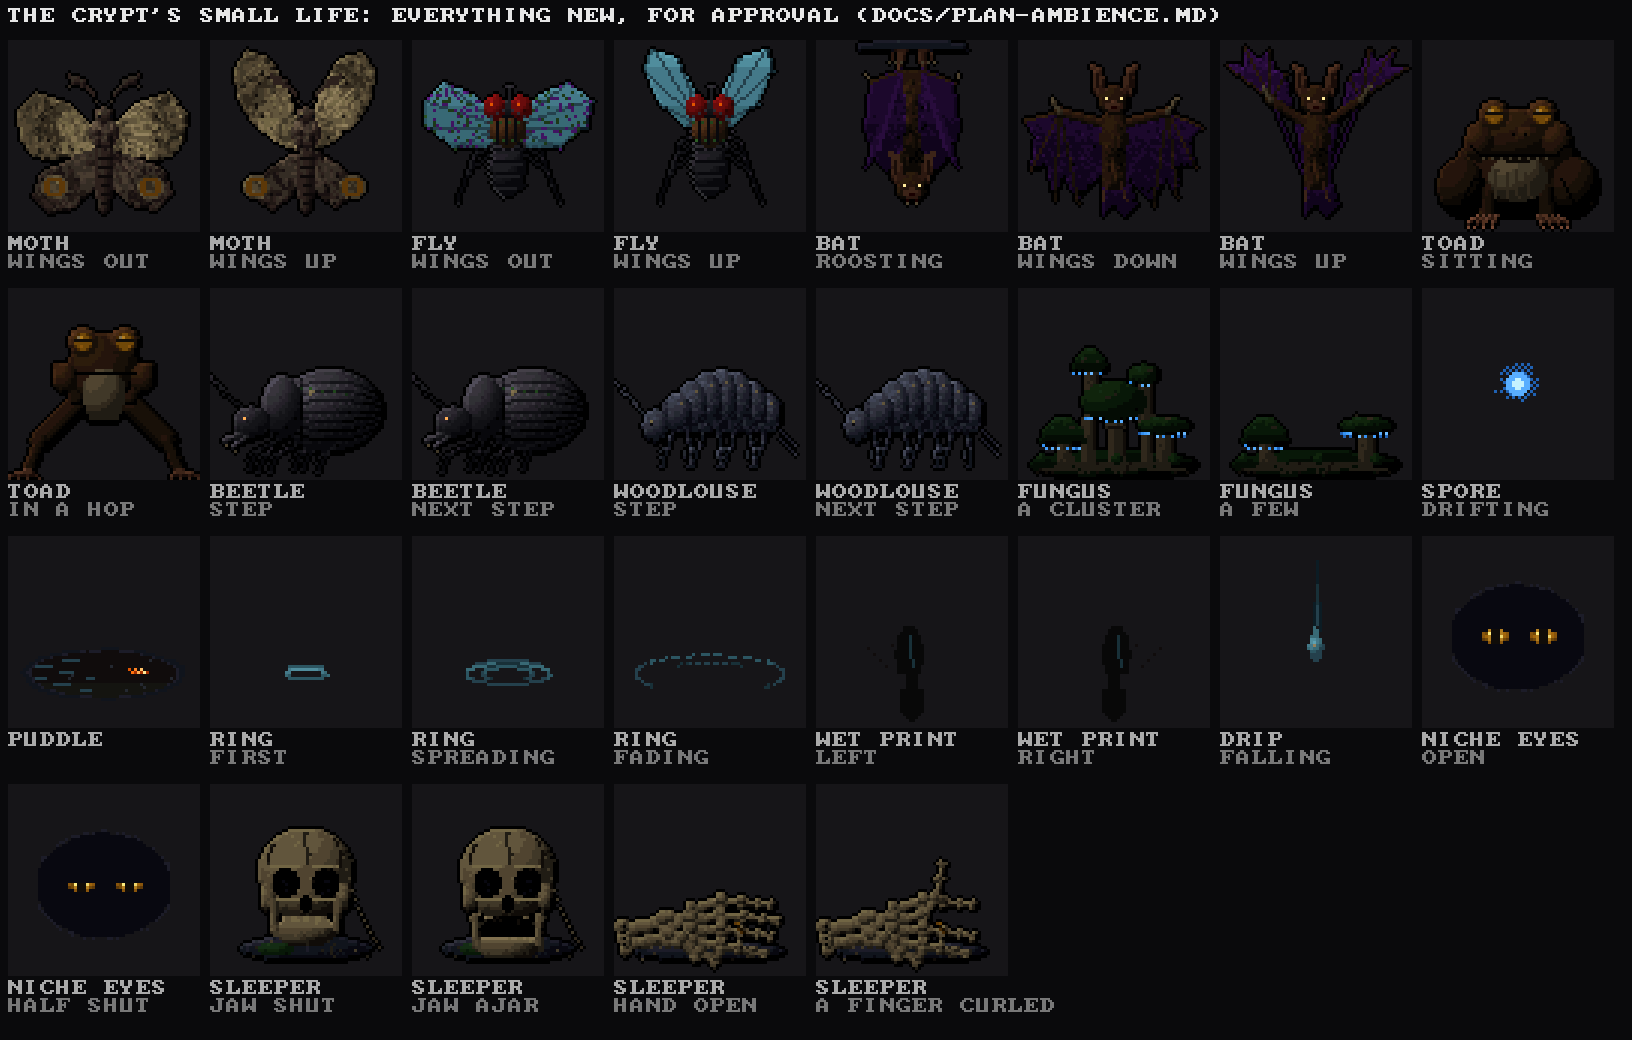 THE CRYPT'S SMALL LIFE: EVERYTHING NEW, FOR APPROVAL (DOCS/PLAN-AMBIENCE.MD)
MOTH
WINGS OUT
MOTH
WINGS UP
FLY
WINGS OUT
FLY
WINGS UP
BAT
ROOSTING
BAT
WINGS DOWN
BAT
WINGS UP
TOAD
SITTING
TOAD
IN A HOP
BEETLE
STEP
BEETLE
NEXT STEP
WOODLOUSE
STEP
WOODLOUSE
NEXT STEP
FUNGUS
A CLUSTER
FUNGUS
A FEW
SPORE
DRIFTING
PUDDLE
RING
FIRST
RING
SPREADING
RING
FADING
WET PRINT
LEFT
WET PRINT
RIGHT
DRIP
FALLING
NICHE EYES
OPEN
NICHE EYES
HALF SHUT
SLEEPER
JAW SHUT
SLEEPER
JAW AJAR
SLEEPER
HAND OPEN
SLEEPER
A FINGER CURLED